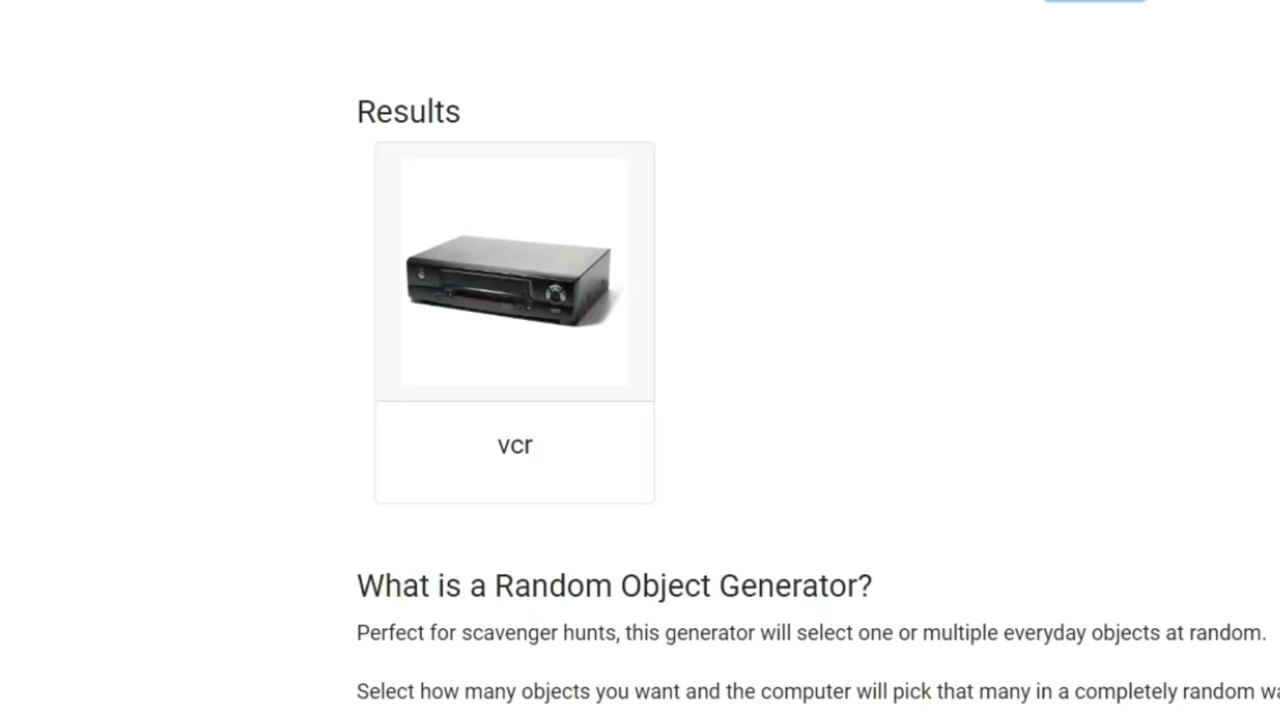 Results
vcr
What is a Random Object Generator?
Perfect for scavenger hunts, this generator will select one or multiple everyday objects at random.
Select how many objects you want and the computer will pick that many in a completely random